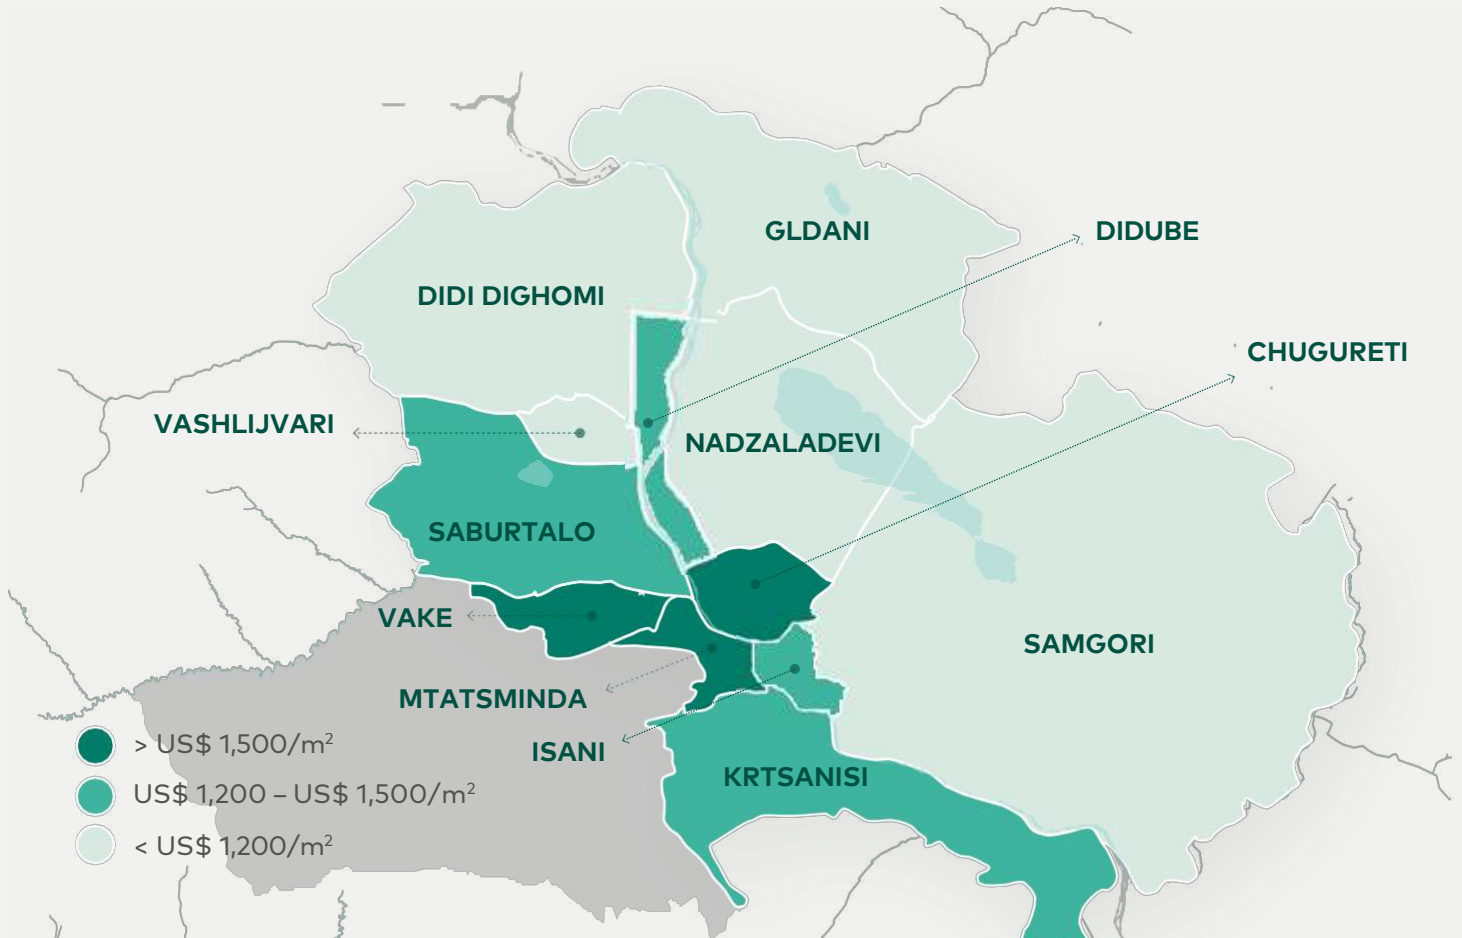 GLDANI
DIDUBE
DIDI DIGHOMI
CHUGURETI
VASHLIJVARI
NADZALADEVI
SABURTALO
VAKE
SAMGORI
MTATSMINDA
ISANI
KRTSANISI
> US$ 1,500/m²
US$ 1,200 – US$ 1,500/m²
< US$ 1,200/m²